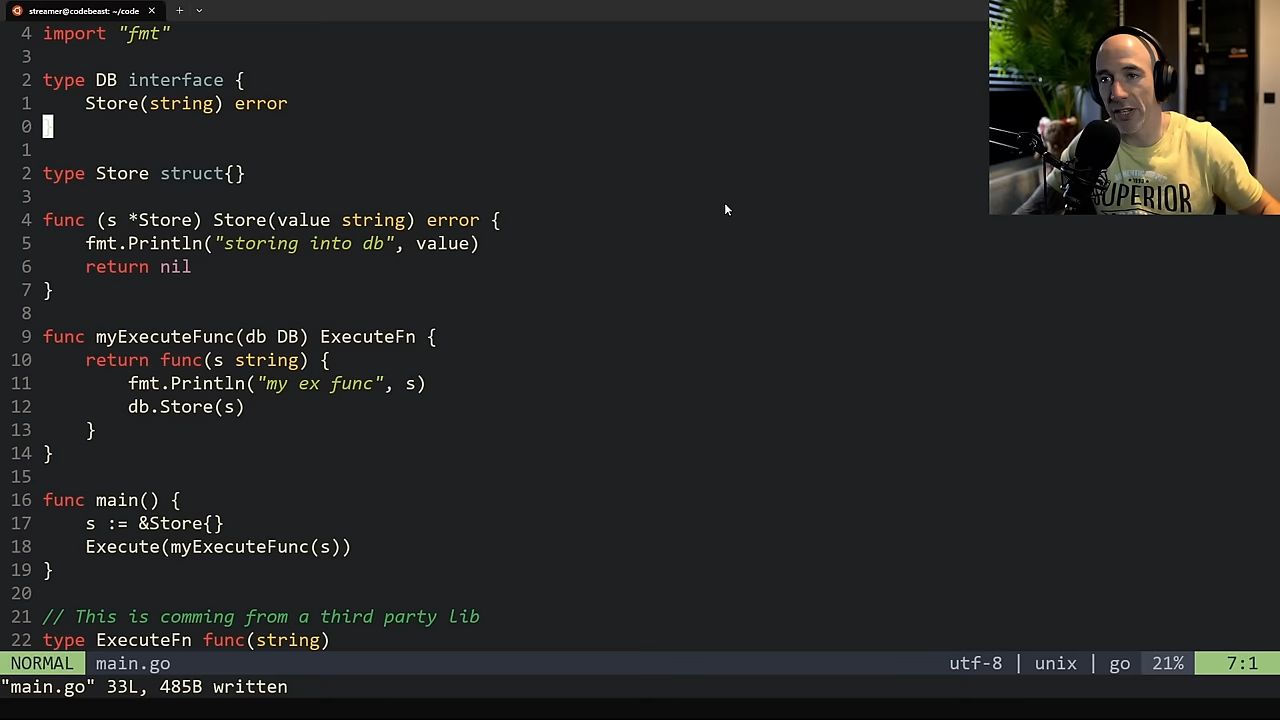 streamer@codebeast: ~/code × + ⌄
4 import "fmt"
3
2 type DB interface {
1     Store(string) error
0 }
1
2 type Store struct{}
3
4 func (s *Store) Store(value string) error {
5     fmt.Println("storing into db", value)
6     return nil
7 }
8
9 func myExecuteFunc(db DB) ExecuteFn {
10     return func(s string) {
11         fmt.Println("my ex func", s)
12         db.Store(s)
13     }
14 }
15
16 func main() {
17     s := &Store{}
18     Execute(myExecuteFunc(s))
19 }
20
21 // This is comming from a third party lib
22 type ExecuteFn func(string)
NORMAL main.go utf-8 | unix | go 21% 7:1
"main.go" 33L, 485B written
SUPERIOR